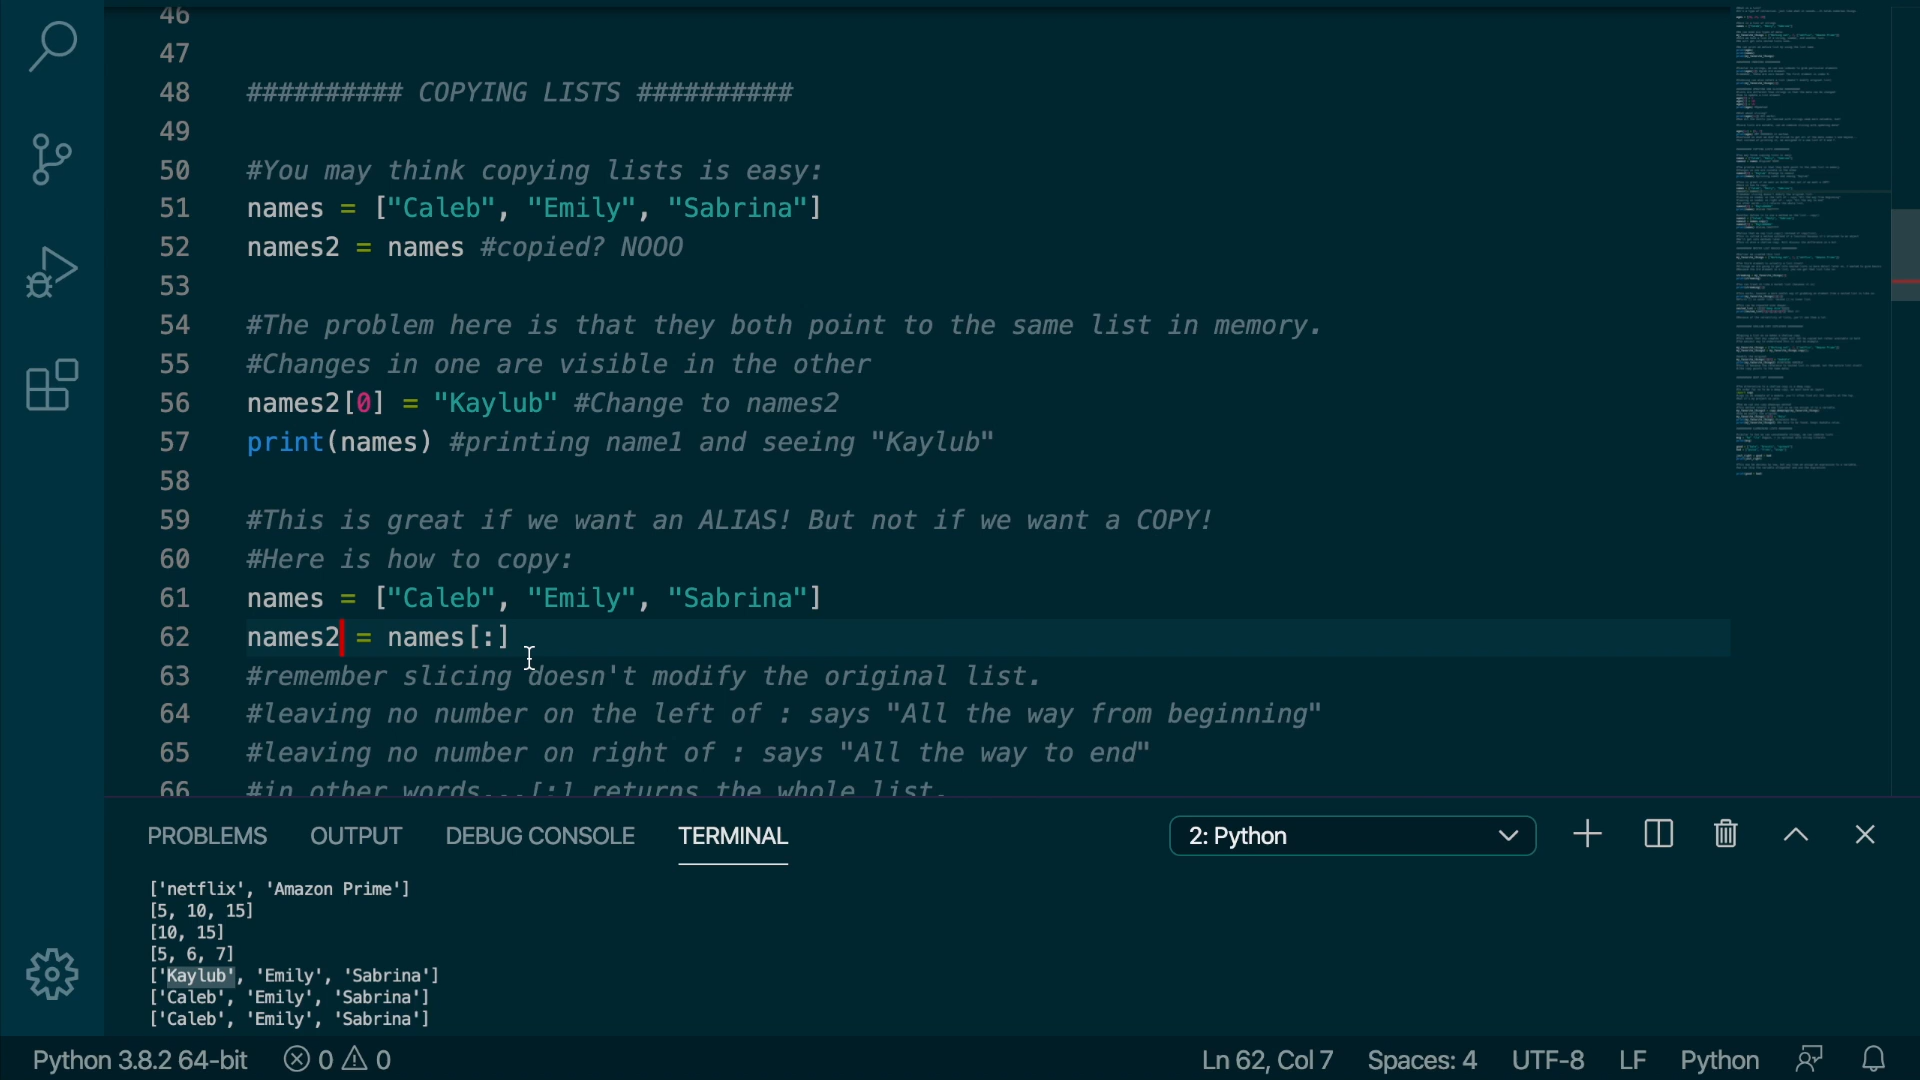 46
47
48 ########## COPYING LISTS ##########
49
50 #You may think copying lists is easy:
51 names = ["Caleb", "Emily", "Sabrina"]
52 names2 = names #copied? NOOO
53
54 #The problem here is that they both point to the same list in memory.
55 #Changes in one are visible in the other
56 names2[0] = "Kaylub" #Change to names2
57 print(names) #printing name1 and seeing "Kaylub"
58
59 #This is great if we want an ALIAS! But not if we want a COPY!
60 #Here is how to copy:
61 names = ["Caleb", "Emily", "Sabrina"]
62 names2 = names[:]
63 #remember slicing doesn't modify the original list.
64 #leaving no number on the left of : says "All the way from beginning"
65 #leaving no number on right of : says "All the way to end"
66 #in other words...[:] returns the whole list.
PROBLEMS OUTPUT DEBUG CONSOLE TERMINAL 2: Python
['netflix', 'Amazon Prime']
[5, 10, 15]
[10, 15]
[5, 6, 7]
['Kaylub', 'Emily', 'Sabrina']
['Caleb', 'Emily', 'Sabrina']
['Caleb', 'Emily', 'Sabrina']
Python 3.8.2 64-bit 0 0 Ln 62, Col 7 Spaces: 4 UTF-8 LF Python